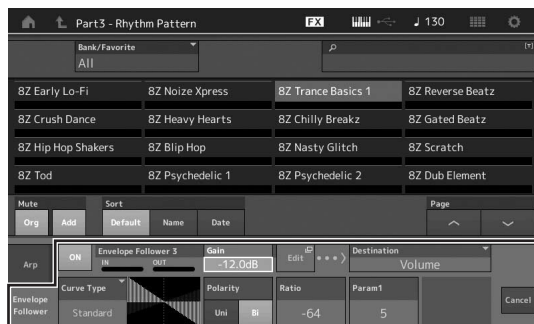 Part3 - Rhythm Pattern FX ♩ 130
Bank/Favorite
All
[T]
8Z Early Lo-Fi 8Z Noize Xpress 8Z Trance Basics 1 8Z Reverse Beatz
8Z Crush Dance 8Z Heavy Hearts 8Z Chilly Breakz 8Z Gated Beatz
8Z Hip Hop Shakers 8Z Blip Hop 8Z Nasty Glitch 8Z Scratch
8Z Tod 8Z Psychedelic 1 8Z Psychedelic 2 8Z Dub Element
Mute Sort Page
Org Add Default Name Date
Arp ON Envelope Follower 3 Gain Edit Destination
IN OUT -12.0dB Volume
Envelope Follower Curve Type Polarity Ratio Param1 Cancel
Standard Uni Bi -64 5